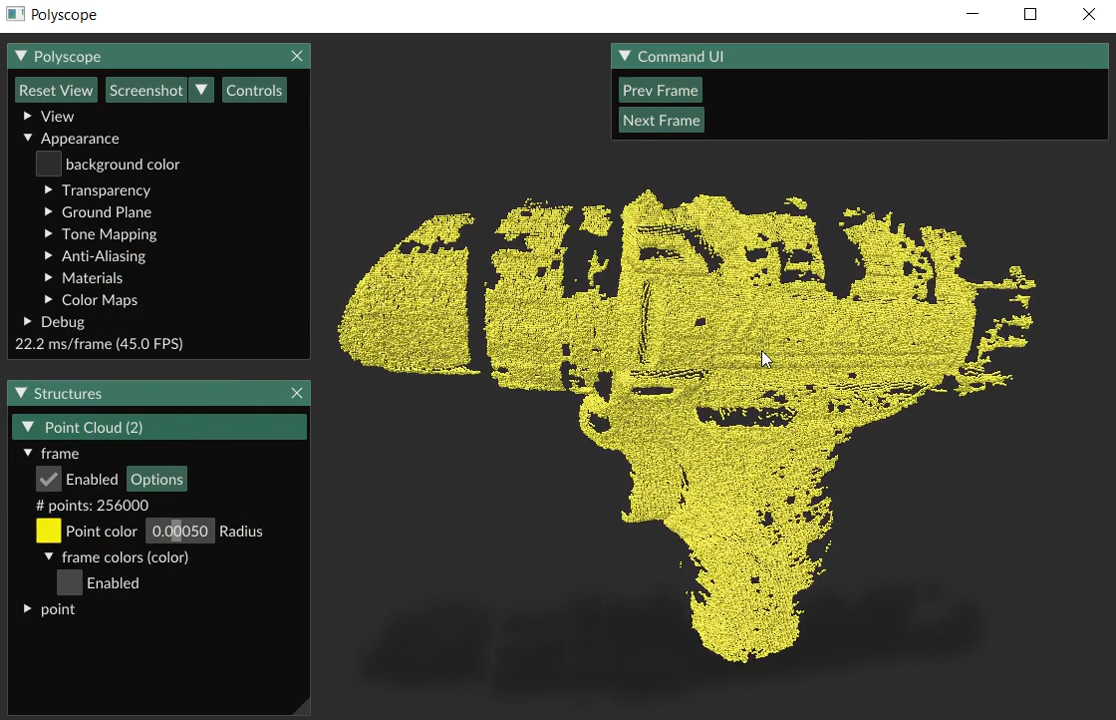 Polyscope
Polyscope
Reset View Screenshot Controls
View
Appearance
background color
Transparency
Ground Plane
Tone Mapping
Anti-Aliasing
Materials
Color Maps
Debug
22.2 ms/frame (45.0 FPS)
Structures
Point Cloud (2)
frame
Enabled Options
# points: 256000
Point color 0.00050 Radius
frame colors (color)
Enabled
point
Command UI
Prev Frame
Next Frame